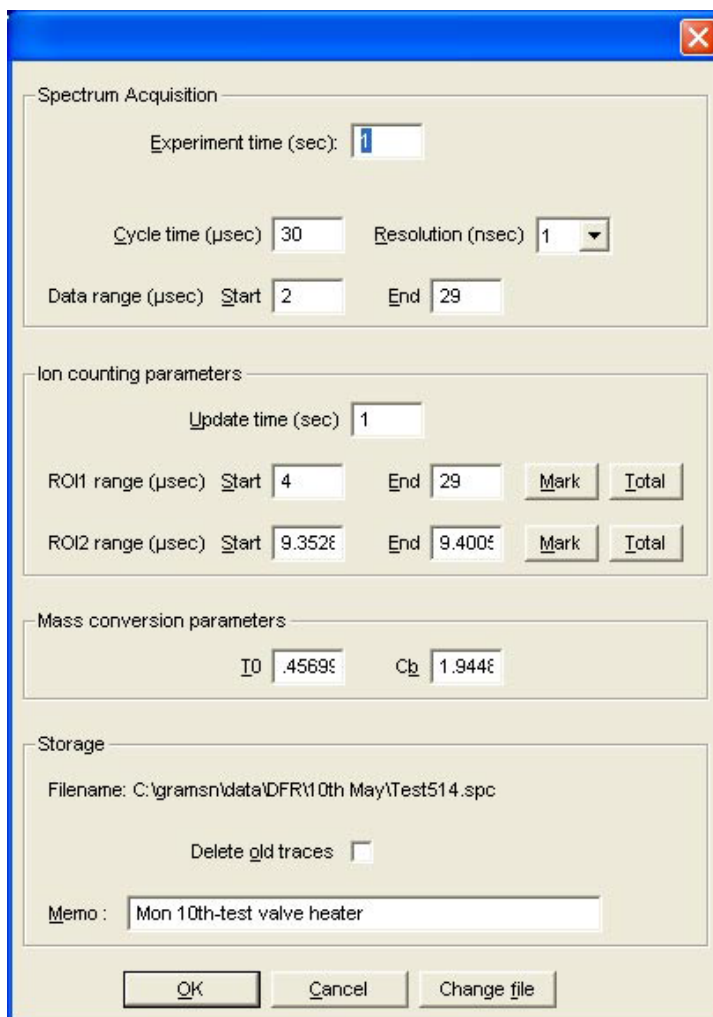 Spectrum Acquisition
Experiment time (sec): 1
Cycle time (µsec) 30 Resolution (nsec) 1
Data range (µsec) Start 2 End 29
Ion counting parameters
Update time (sec) 1
ROI1 range (µsec) Start 4 End 29 Mark Total
ROI2 range (µsec) Start 9.3528 End 9.4005 Mark Total
Mass conversion parameters
T0 .45699 Cb 1.9448
Storage
Filename: C:\gramsn\data\DFR\10th May\Test514.spc
Delete old traces
Memo : Mon 10th-test valve heater
OK Cancel Change file